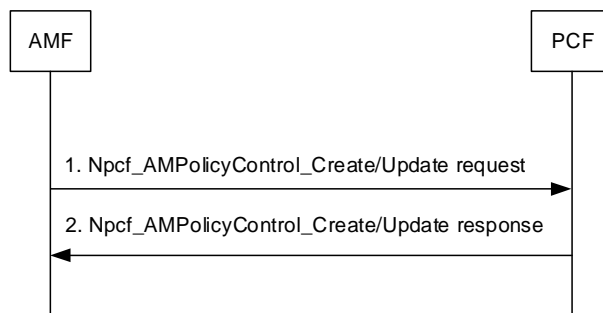 AMF
PCF
1. Npcf_AMPolicyControl_Create/Update request
2. Npcf_AMPolicyControl_Create/Update response